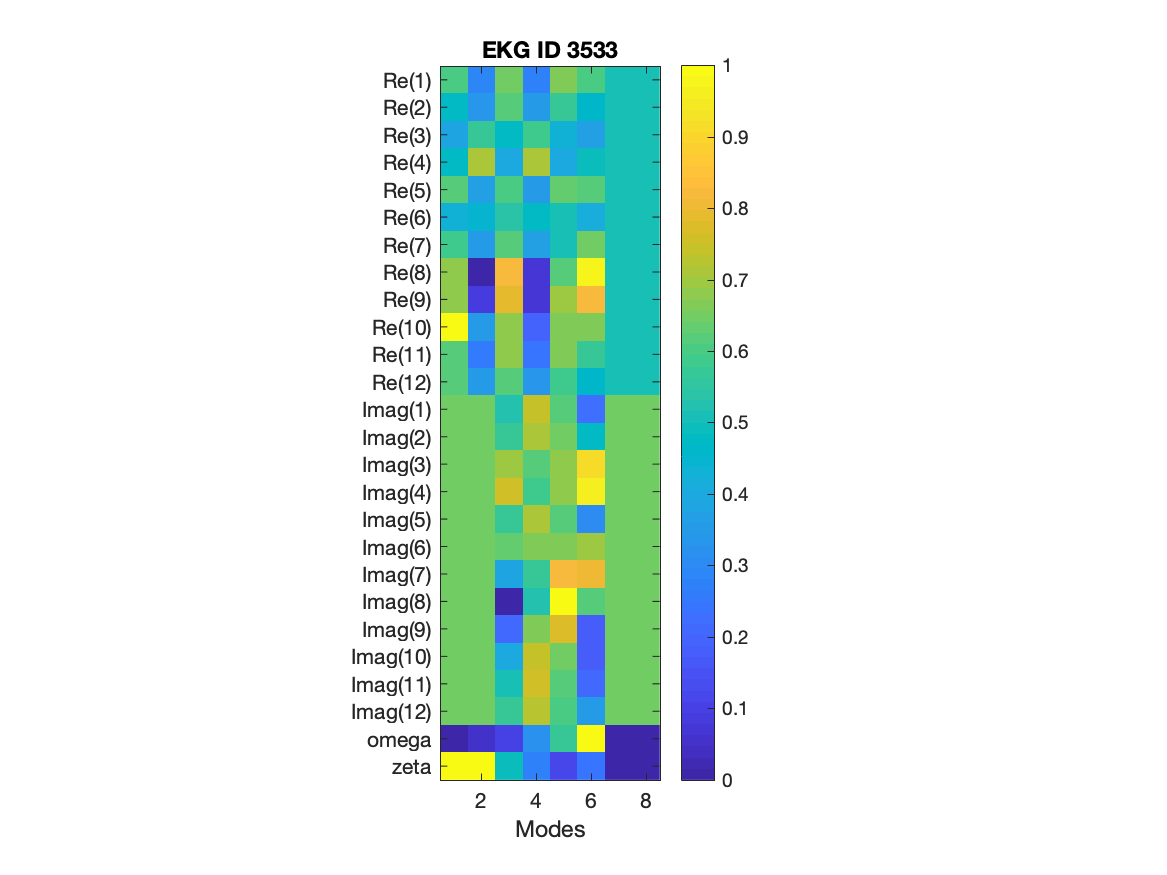 EKG ID 3533
Re(1)
Re(2)
Re(3)
Re(4)
Re(5)
Re(6)
Re(7)
Re(8)
Re(9)
Re(10)
Re(11)
Re(12)
Imag(1)
Imag(2)
Imag(3)
Imag(4)
Imag(5)
Imag(6)
Imag(7)
Imag(8)
Imag(9)
Imag(10)
Imag(11)
Imag(12)
omega
zeta
2 4 6 8
Modes
1
0.9
0.8
0.7
0.6
0.5
0.4
0.3
0.2
0.1
0